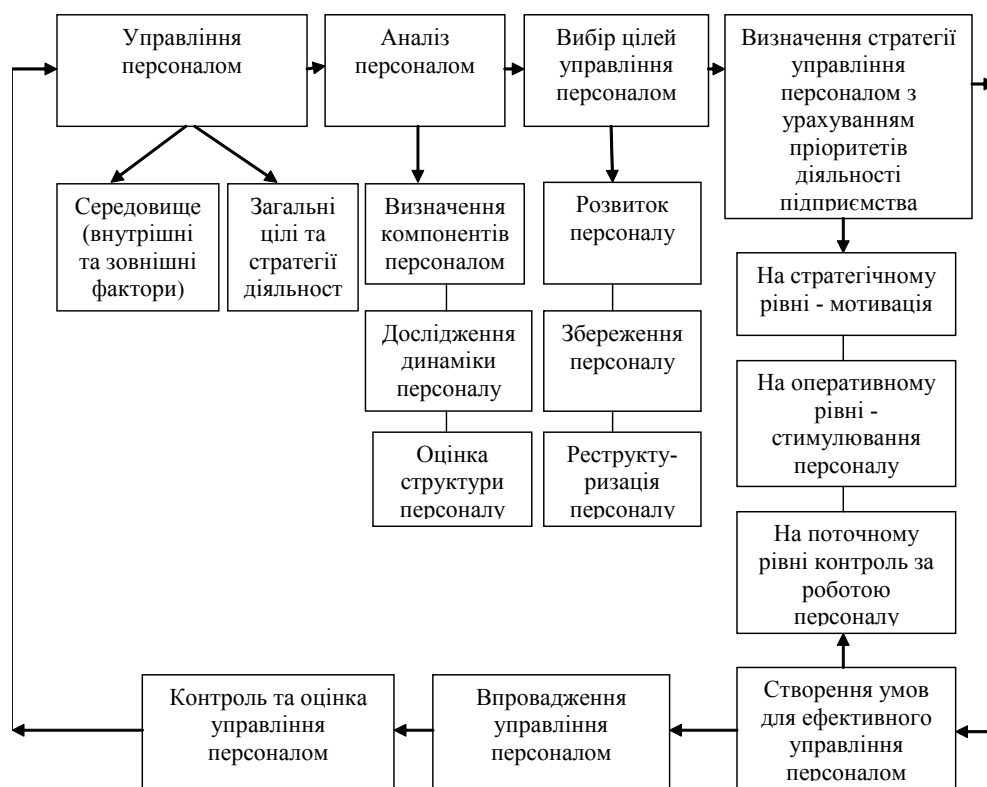 Управління
персоналом
Аналіз
персоналом
Вибір цілей
управління
персоналом
Визначення стратегії
управління
персоналом з
урахуванням
пріоритетів
діяльності
підприємства
Середовище
(внутрішні
та зовнішні
фактори)
Загальні
цілі та
стратегії
діяльност
Визначення
компонентів
персоналом
Розвиток
персоналу
На стратегічному
рівні - мотивація
Дослідження
динаміки
персоналу
Збереження
персоналу
На оперативному
рівні -
стимулювання
персоналу
Оцінка
структури
персоналу
Реструкту-
ризація
персоналу
На поточному
рівні контроль за
роботою
персоналу
Контроль та оцінка
управління
персоналом
Впровадження
управління
персоналом
Створення умов
для ефективного
управління
персоналом